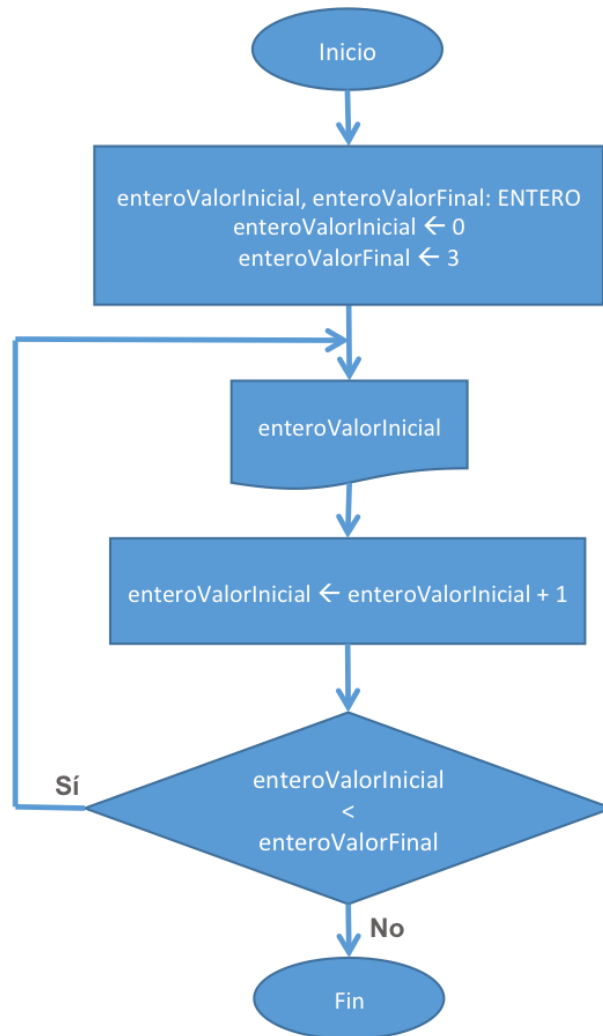 Inicio
enteroValorInicial, enteroValorFinal: ENTERO
enteroValorInicial ← 0
enteroValorFinal ← 3
enteroValorInicial
enteroValorInicial ← enteroValorInicial + 1
Sí
enteroValorInicial
<
enteroValorFinal
No
Fin